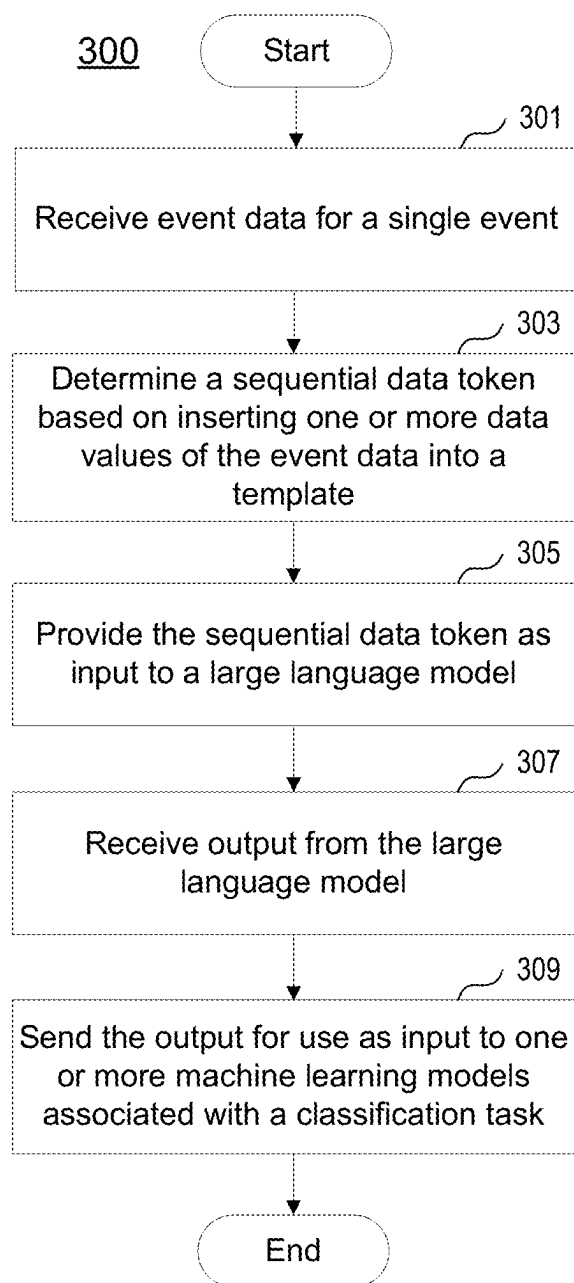 300
Start
301
Receive event data for a single event
303
Determine a sequential data token
based on inserting one or more data
values of the event data into a
template
305
Provide the sequential data token as
input to a large language model
307
Receive output from the large
language model
309
Send the output for use as input to one
or more machine learning models
associated with a classification task
End